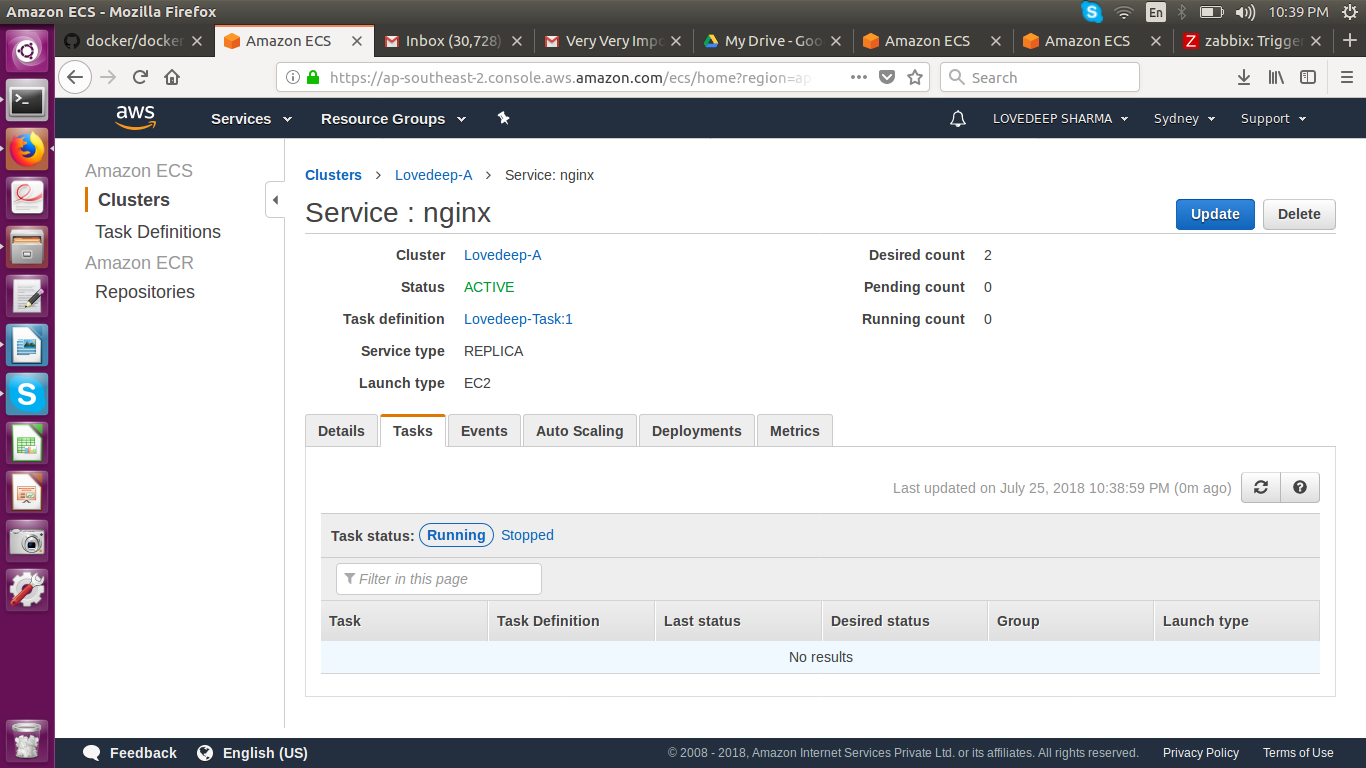 Amazon ECS - Mozilla Firefox En 10:39 PM
docker/docker Amazon ECS Inbox (30,728) Very Very Impo My Drive - Goo Amazon ECS Amazon ECS zabbix: Trigge
https://ap-southeast-2.console.aws.amazon.com/ecs/home?region=ap Search
aws Services Resource Groups LOVEDEEP SHARMA Sydney Support
Amazon ECS
Clusters
Task Definitions
Amazon ECR
Repositories
Clusters > Lovedeep-A > Service: nginx
Service : nginx Update Delete
Cluster Lovedeep-A Desired count 2
Status ACTIVE Pending count 0
Task definition Lovedeep-Task:1 Running count 0
Service type REPLICA
Launch type EC2
Details Tasks Events Auto Scaling Deployments Metrics
Last updated on July 25, 2018 10:38:59 PM (0m ago)
Task status: Running Stopped
Filter in this page
Task Task Definition Last status Desired status Group Launch type
No results
Feedback English (US) © 2008 - 2018, Amazon Internet Services Private Ltd. or its affiliates. All rights reserved. Privacy Policy Terms of Use